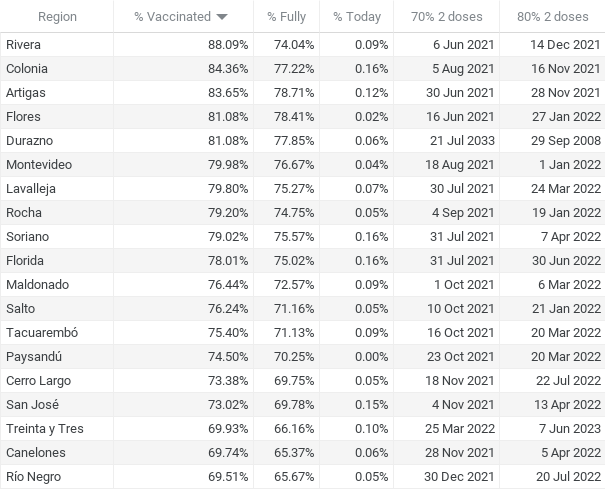 Region % Vaccinated % Fully % Today 70% 2 doses 80% 2 doses
Rivera 88.09% 74.04% 0.09% 6 Jun 2021 14 Dec 2021
Colonia 84.36% 77.22% 0.16% 5 Aug 2021 16 Nov 2021
Artigas 83.65% 78.71% 0.12% 30 Jun 2021 28 Nov 2021
Flores 81.08% 78.41% 0.02% 16 Jun 2021 27 Jan 2022
Durazno 81.08% 77.85% 0.06% 21 Jul 2033 29 Sep 2008
Montevideo 79.98% 76.67% 0.04% 18 Aug 2021 1 Jan 2022
Lavalleja 79.80% 75.27% 0.07% 30 Jul 2021 24 Mar 2022
Rocha 79.20% 74.75% 0.05% 4 Sep 2021 19 Jan 2022
Soriano 79.02% 75.57% 0.16% 31 Jul 2021 7 Apr 2022
Florida 78.01% 75.02% 0.16% 31 Jul 2021 30 Jun 2022
Maldonado 76.44% 72.57% 0.09% 1 Oct 2021 6 Mar 2022
Salto 76.24% 71.16% 0.05% 10 Oct 2021 21 Jan 2022
Tacuarembó 75.40% 71.13% 0.09% 16 Oct 2021 20 Mar 2022
Paysandú 74.50% 70.25% 0.00% 23 Oct 2021 20 Mar 2022
Cerro Largo 73.38% 69.75% 0.05% 18 Nov 2021 22 Jul 2022
San José 73.02% 69.78% 0.15% 4 Nov 2021 13 Apr 2022
Treinta y Tres 69.93% 66.16% 0.10% 25 Mar 2022 7 Jun 2023
Canelones 69.74% 65.37% 0.06% 28 Nov 2021 5 Apr 2022
Río Negro 69.51% 65.67% 0.05% 30 Dec 2021 20 Jul 2022